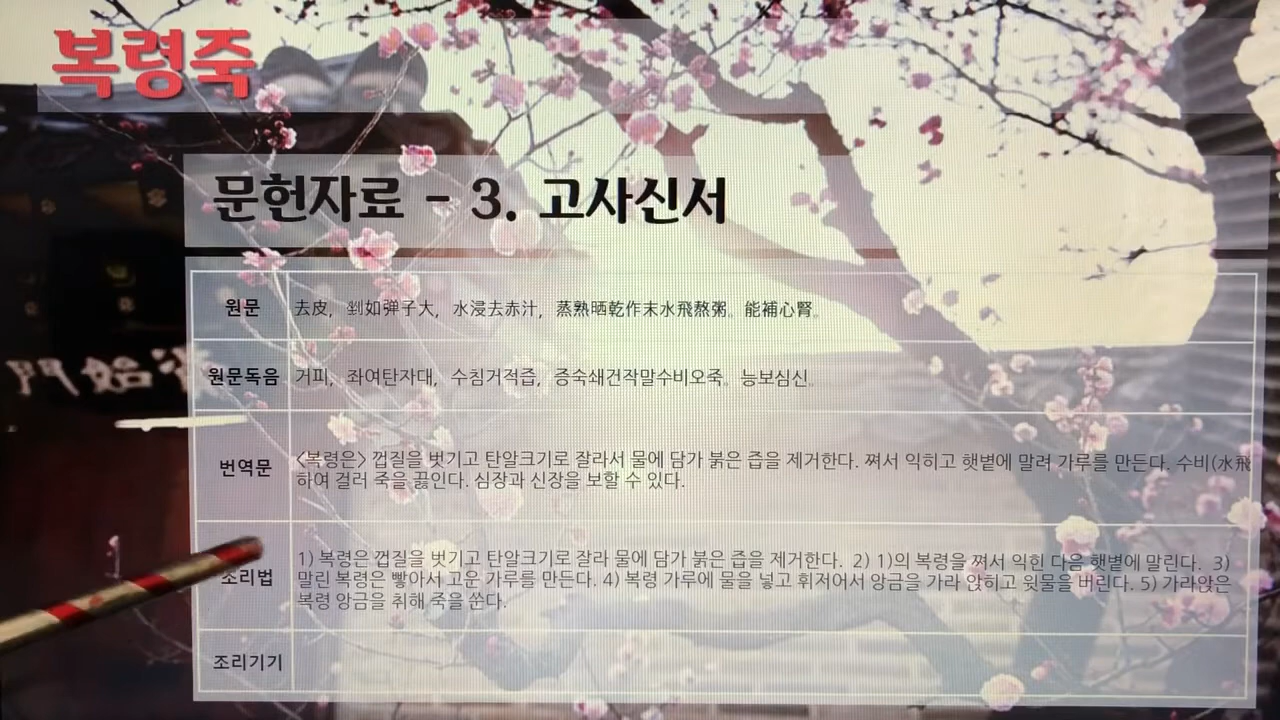 복령죽
문헌자료 - 3. 고사신서
원문 去皮, 剉如弾子大, 水浸去赤汁, 蒸熟晒乾作末水飛熬粥。能補心腎。
원문독음 거피, 좌여탄자대, 수침거적즙, 증숙쇄건작말수비오죽。능보심신。
번역문 <복령은> 껍질을 벗기고 탄알크기로 잘라서 물에 담가 붉은 즙을 제거한다. 쪄서 익히고 햇볕에 말려 가루를 만든다. 수비(水飛
하여 걸러 죽을 끓인다. 심장과 신장을 보할 수 있다.
조리법 1) 복령은 껍질을 벗기고 탄알크기로 잘라 물에 담가 붉은 즙을 제거한다. 2) 1)의 복령을 쪄서 익힌 다음 햇볕에 말린다. 3)
말린 복령은 빻아서 고운 가루를 만든다. 4) 복령 가루에 물을 넣고 휘저어서 앙금을 가라 앉히고 윗물을 버린다. 5) 가라앉은
복령 앙금을 취해 죽을 쑨다.
조리기기
門始